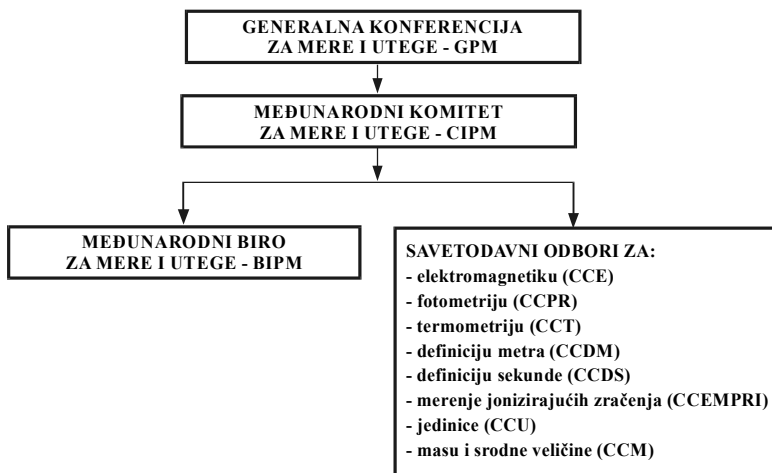 GENERALNA KONFERENCIJA
ZA MERE I UTEGE - GPM
MEĐUNARODNI KOMITET
ZA MERE I UTEGE - CIPM
MEĐUNARODNI BIRO
ZA MERE I UTEGE - BIPM
SAVETODAVNI ODBORI ZA:
- elektromagnetiku (CCE)
- fotometriju (CCPR)
- termometriju (CCT)
- definiciju metra (CCDM)
- definiciju sekunde (CCDS)
- merenje jonizirajućih zračenja (CCEMPRI)
- jedinice (CCU)
- masu i srodne veličine (CCM)